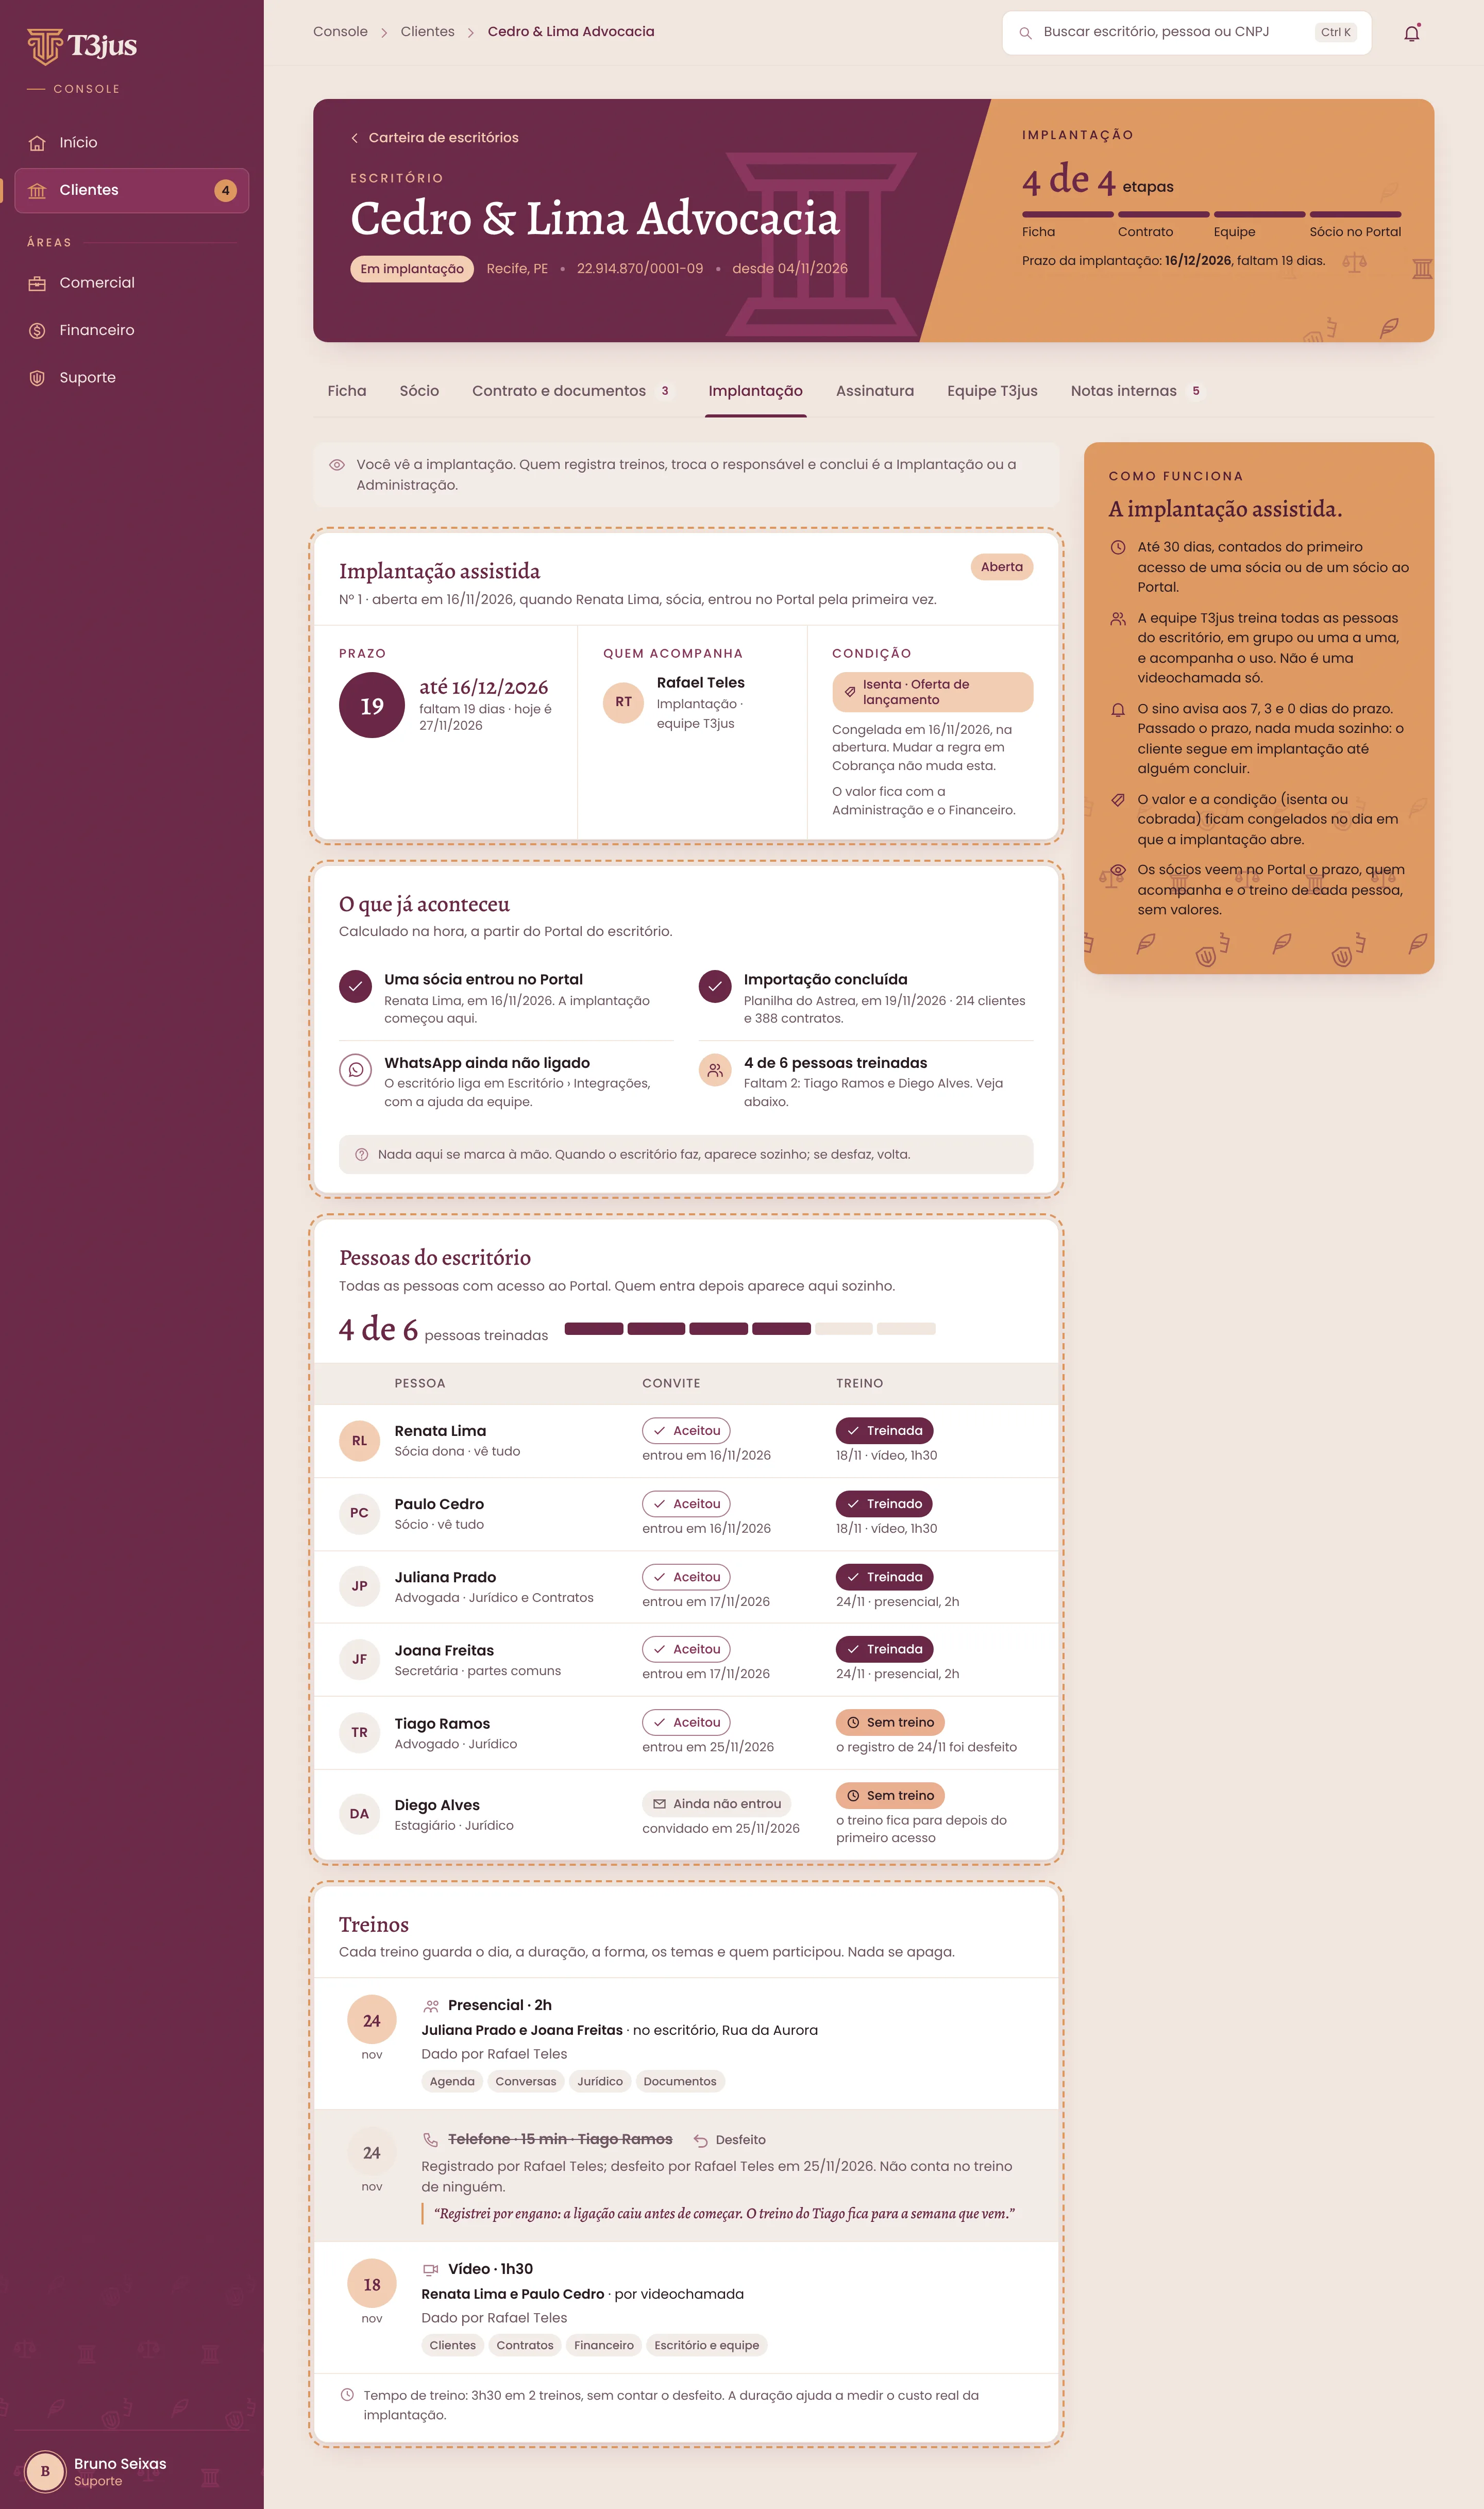 T3jus
CONSOLE
Início
Clientes
4
ÁREAS
Comercial
Financeiro
Suporte
B
Bruno Seixas
Suporte
Console
Clientes
Cedro & Lima Advocacia
Buscar escritório, pessoa ou CNPJ
Ctrl K
Carteira de escritórios
ESCRITÓRIO
Cedro & Lima Advocacia
Em implantação
Recife, PE • 22.914.870/0001-09 • desde 04/11/2026
IMPLANTAÇÃO
4 de 4 etapas
Ficha
Contrato
Equipe
Sócio no Portal
Prazo da implantação: 16/12/2026, faltam 19 dias.
Ficha
Sócio
Contrato e documentos 3
Implantação
Assinatura
Equipe T3jus
Notas internas 5
Você vê a implantação. Quem registra treinos, troca o responsável e conclui é a Implantação ou a
Administração.
Implantação assistida
Aberta
Nº 1 · aberta em 16/11/2026, quando Renata Lima, sócia, entrou no Portal pela primeira vez.
PRAZO
19
até 16/12/2026
faltam 19 dias · hoje é
27/11/2026
QUEM ACOMPANHA
RT
Rafael Teles
Implantação ·
equipe T3jus
CONDIÇÃO
Isenta · Oferta de
lançamento
Congelada em 16/11/2026, na
abertura. Mudar a regra em
Cobrança não muda esta.
O valor fica com a
Administração e o Financeiro.
O que já aconteceu
Calculado na hora, a partir do Portal do escritório.
Uma sócia entrou no Portal
Renata Lima, em 16/11/2026. A implantação
começou aqui.
Importação concluída
Planilha do Astrea, em 19/11/2026 · 214 clientes
e 388 contratos.
WhatsApp ainda não ligado
O escritório liga em Escritório › Integrações,
com a ajuda da equipe.
4 de 6 pessoas treinadas
Faltam 2: Tiago Ramos e Diego Alves. Veja
abaixo.
Nada aqui se marca à mão. Quando o escritório faz, aparece sozinho; se desfaz, volta.
Pessoas do escritório
Todas as pessoas com acesso ao Portal. Quem entra depois aparece aqui sozinho.
4 de 6 pessoas treinadas
PESSOA
CONVITE
TREINO
RL
Renata Lima
Sócia dona · vê tudo
Aceitou
entrou em 16/11/2026
Treinada
18/11 · vídeo, 1h30
PC
Paulo Cedro
Sócio · vê tudo
Aceitou
entrou em 16/11/2026
Treinado
18/11 · vídeo, 1h30
JP
Juliana Prado
Advogada · Jurídico e Contratos
Aceitou
entrou em 17/11/2026
Treinada
24/11 · presencial, 2h
JF
Joana Freitas
Secretária · partes comuns
Aceitou
entrou em 17/11/2026
Treinada
24/11 · presencial, 2h
TR
Tiago Ramos
Advogado · Jurídico
Aceitou
entrou em 25/11/2026
Sem treino
o registro de 24/11 foi desfeito
DA
Diego Alves
Estagiário · Jurídico
Ainda não entrou
convidado em 25/11/2026
Sem treino
o treino fica para depois do
primeiro acesso
Treinos
Cada treino guarda o dia, a duração, a forma, os temas e quem participou. Nada se apaga.
24
nov
Presencial · 2h
Juliana Prado e Joana Freitas · no escritório, Rua da Aurora
Dado por Rafael Teles
Agenda
Conversas
Jurídico
Documentos
24
nov
Telefone · 15 min · Tiago Ramos
Desfeito
Registrado por Rafael Teles; desfeito por Rafael Teles em 25/11/2026. Não conta no treino
de ninguém.
“Registrei por engano: a ligação caiu antes de começar. O treino do Tiago fica para a semana que vem.”
18
nov
Vídeo · 1h30
Renata Lima e Paulo Cedro · por videochamada
Dado por Rafael Teles
Clientes
Contratos
Financeiro
Escritório e equipe
Tempo de treino: 3h30 em 2 treinos, sem contar o desfeito. A duração ajuda a medir o custo real da
implantação.
COMO FUNCIONA
A implantação assistida.
Até 30 dias, contados do primeiro
acesso de uma sócia ou de um sócio ao
Portal.
A equipe T3jus treina todas as pessoas
do escritório, em grupo ou uma a uma,
e acompanha o uso. Não é uma
videochamada só.
O sino avisa aos 7, 3 e 0 dias do prazo.
Passado o prazo, nada muda sozinho: o
cliente segue em implantação até
alguém concluir.
O valor e a condição (isenta ou
cobrada) ficam congelados no dia em
que a implantação abre.
Os sócios veem no Portal o prazo, quem
acompanha e o treino de cada pessoa,
sem valores.